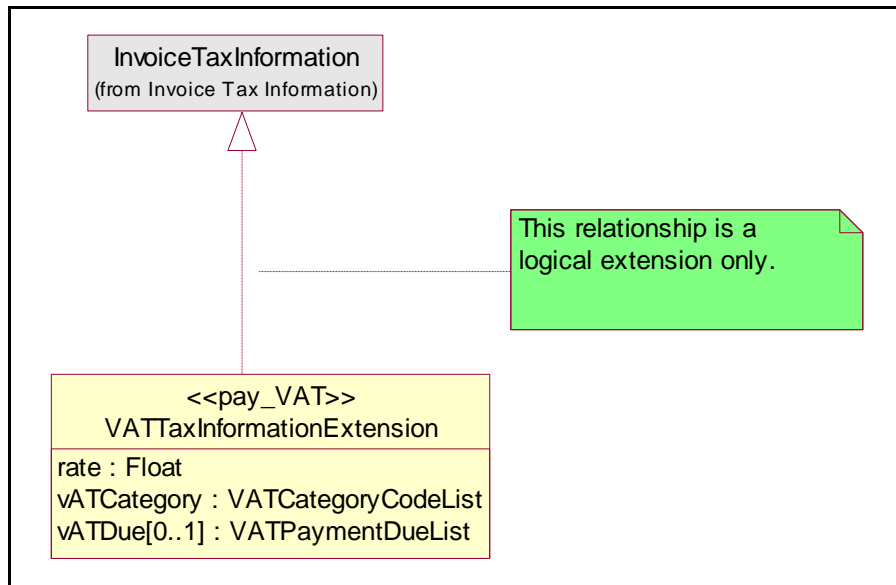 InvoiceTaxInformation
(from Invoice Tax Information)
This relationship is a
logical extension only.
<<pay_VAT>>
VATTaxInformationExtension
rate : Float
vATCategory : VATCategoryCodeList
vATDue[0..1] : VATPaymentDueList